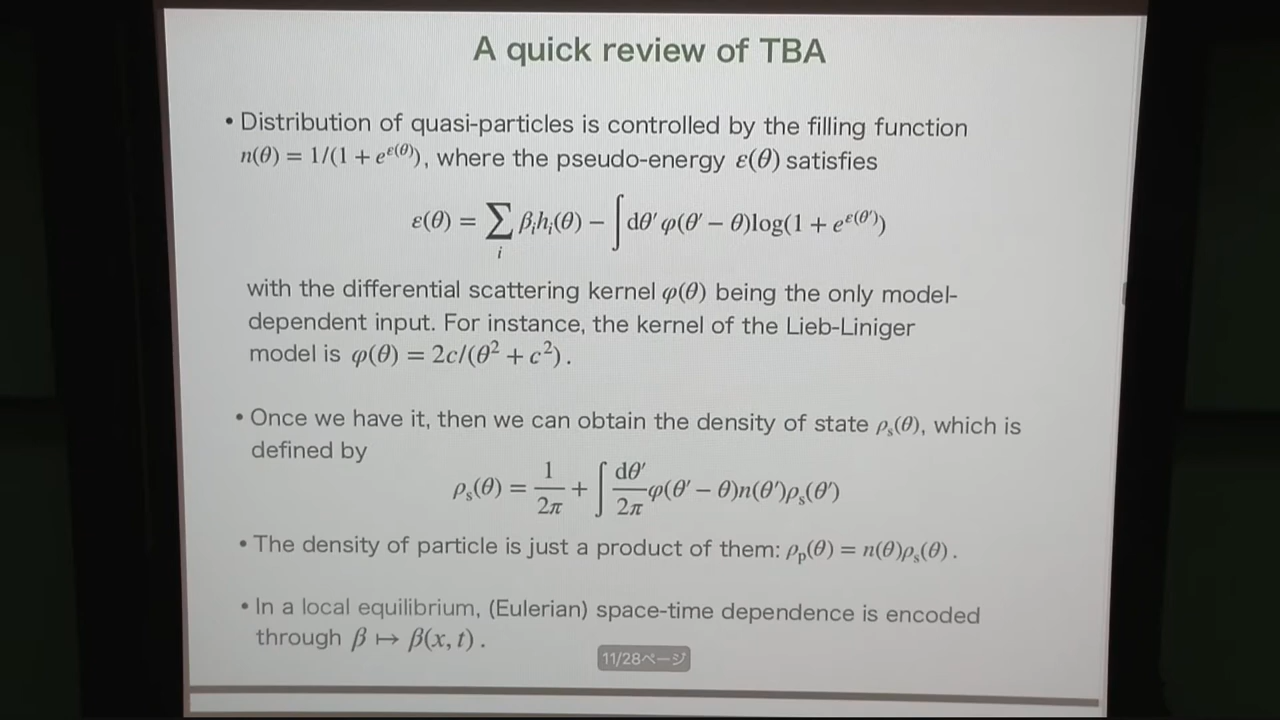 A quick review of TBA
• Distribution of quasi-particles is controlled by the filling function
n(θ) = 1/(1 + e^{ε(θ)}), where the pseudo-energy ε(θ) satisfies
ε(θ) = ∑_i β_i h_i(θ) − ∫ dθ′ φ(θ′ − θ)log(1 + e^{ε(θ′)})
with the differential scattering kernel φ(θ) being the only model-
dependent input. For instance, the kernel of the Lieb-Liniger
model is φ(θ) = 2c/(θ² + c²).
• Once we have it, then we can obtain the density of state ρ_s(θ), which is
defined by
ρ_s(θ) = 1/2π + ∫ dθ′/2π φ(θ′ − θ)n(θ′)ρ_s(θ′)
• The density of particle is just a product of them: ρ_p(θ) = n(θ)ρ_s(θ).
• In a local equilibrium, (Eulerian) space-time dependence is encoded
through β ↦ β(x, t).
11/28ページ